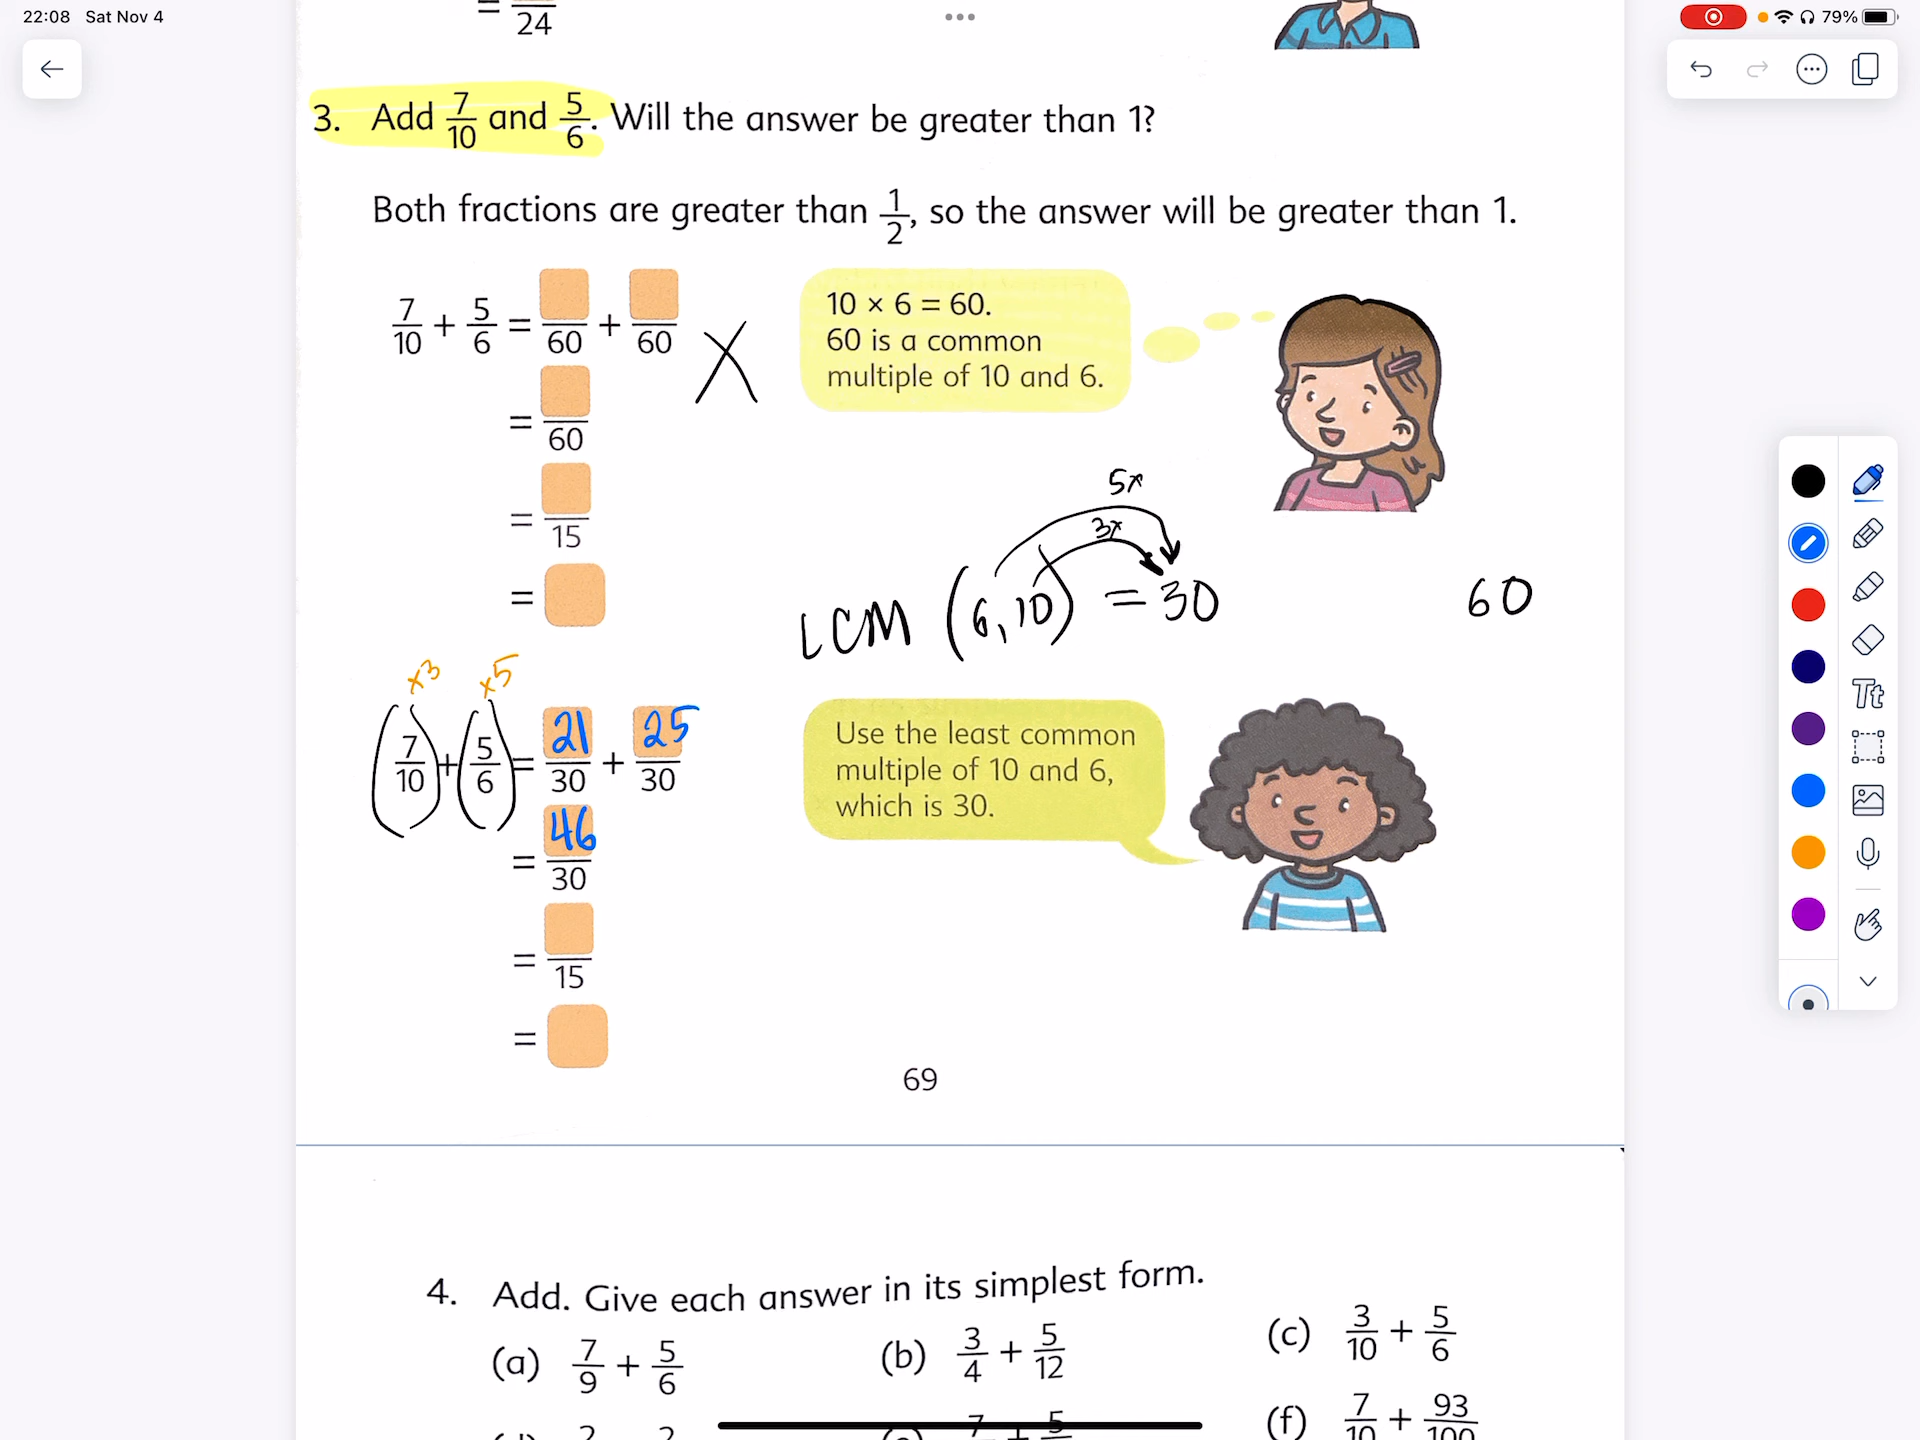 22:08 Sat Nov 4
79%
= 24
3. Add 7/10 and 5/6. Will the answer be greater than 1?
Both fractions are greater than 1/2, so the answer will be greater than 1.
7/10 + 5/6 = /60 + /60 X
= /60
= /15
=
10 × 6 = 60.
60 is a common
multiple of 10 and 6.
5x
3x
LCM (6,10) = 30
60
x3 x5
(7/10) + (5/6) = 21/30 + 25/30
= 46/30
= /15
=
Use the least common
multiple of 10 and 6,
which is 30.
69
4. Add. Give each answer in its simplest form.
(a) 7/9 + 5/6 (b) 3/4 + 5/12 (c) 3/10 + 5/6
(f) 7/10 + 93/100
Tt